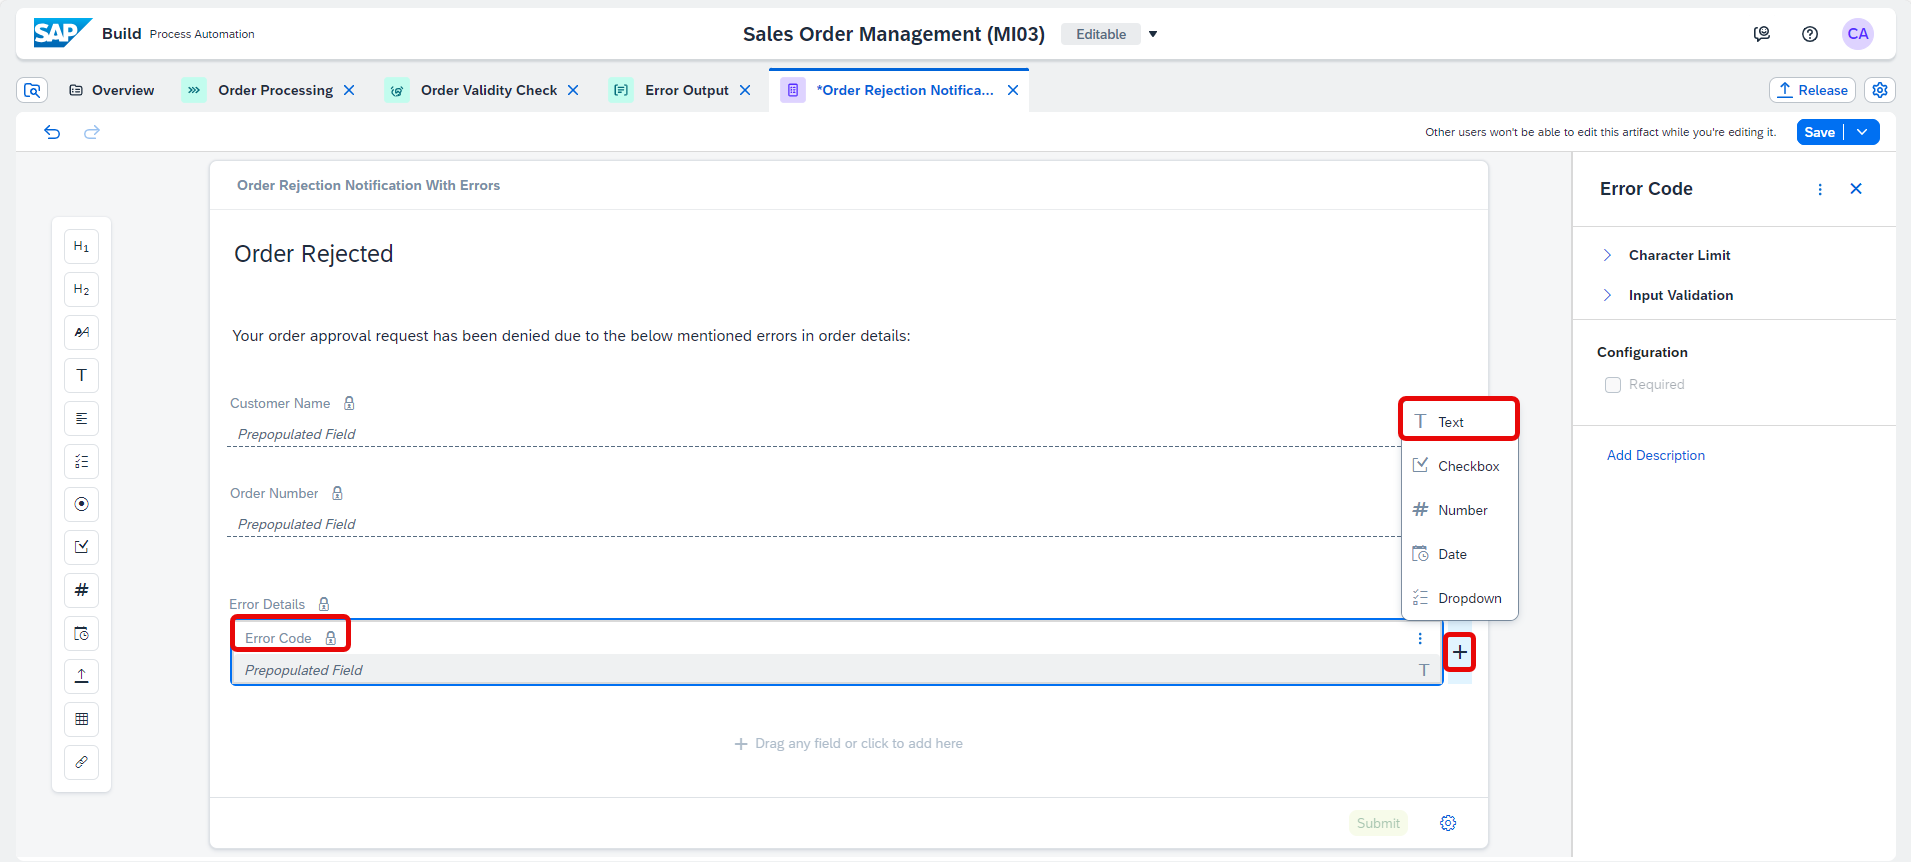 SAP Build Process Automation
Sales Order Management (MI03) Editable
CA
Overview
Order Processing
Order Validity Check
Error Output
*Order Rejection Notifica...
Release
Other users won't be able to edit this artifact while you're editing it.
Save
Order Rejection Notification With Errors
Error Code
H1
H2
AA
T
#
Order Rejected
Your order approval request has been denied due to the below mentioned errors in order details:
Customer Name
Prepopulated Field
Order Number
Prepopulated Field
Error Details
Error Code
Prepopulated Field
T
T Text
Checkbox
# Number
Date
Dropdown
+
+ Drag any field or click to add here
Submit
Character Limit
Input Validation
Configuration
Required
Add Description